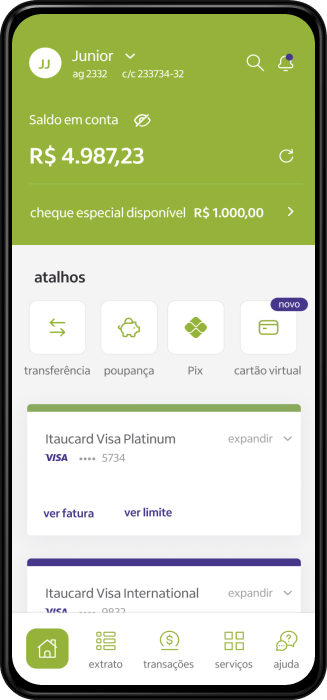 JJ
Junior
ag 2332 c/c 233734-32
Saldo em conta
R$ 4.987,23
cheque especial disponível R$ 1.000,00
atalhos
novo
transferência poupança Pix cartão virtual
Itaucard Visa Platinum expandir
VISA •••• 5734
ver fatura ver limite
Itaucard Visa International expandir
VISA •••• 9832
extrato transações serviços ajuda